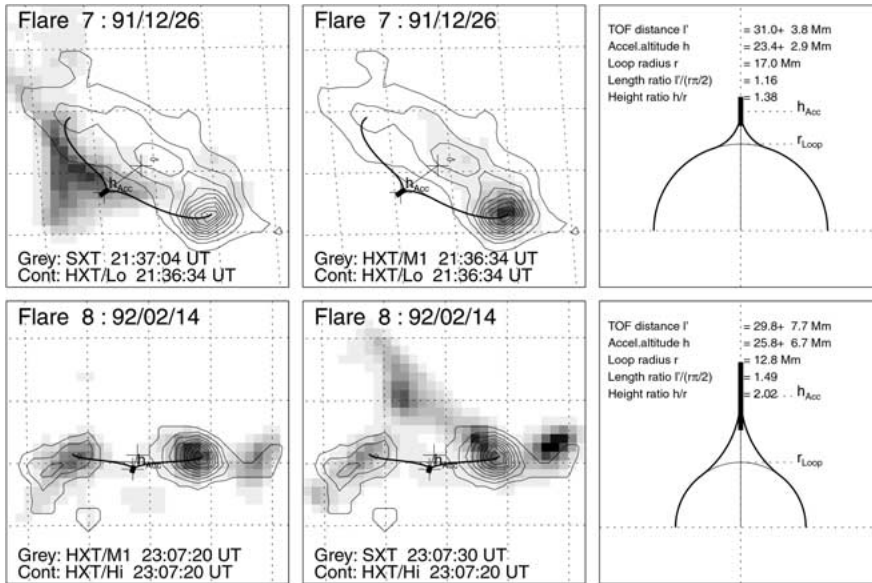 Flare 7 : 91/12/26
hAcc
Grey: SXT 21:37:04 UT
Cont: HXT/Lo 21:36:34 UT
Flare 7 : 91/12/26
hAcc
Grey: HXT/M1 21:36:34 UT
Cont: HXT/Lo 21:36:34 UT
TOF distance l' = 31.0+ 3.8 Mm
Accel.altitude h = 23.4+ 2.9 Mm
Loop radius r = 17.0 Mm
Length ratio l'/(rπ/2) = 1.16
Height ratio h/r = 1.38
hAcc
rLoop
Flare 8 : 92/02/14
hAcc
Grey: HXT/M1 23:07:20 UT
Cont: HXT/Hi 23:07:20 UT
Flare 8 : 92/02/14
hAcc
Grey: SXT 23:07:30 UT
Cont: HXT/Hi 23:07:20 UT
TOF distance l' = 29.8+ 7.7 Mm
Accel.altitude h = 25.8+ 6.7 Mm
Loop radius r = 12.8 Mm
Length ratio l'/(rπ/2) = 1.49
Height ratio h/r = 2.02
hAcc
rLoop